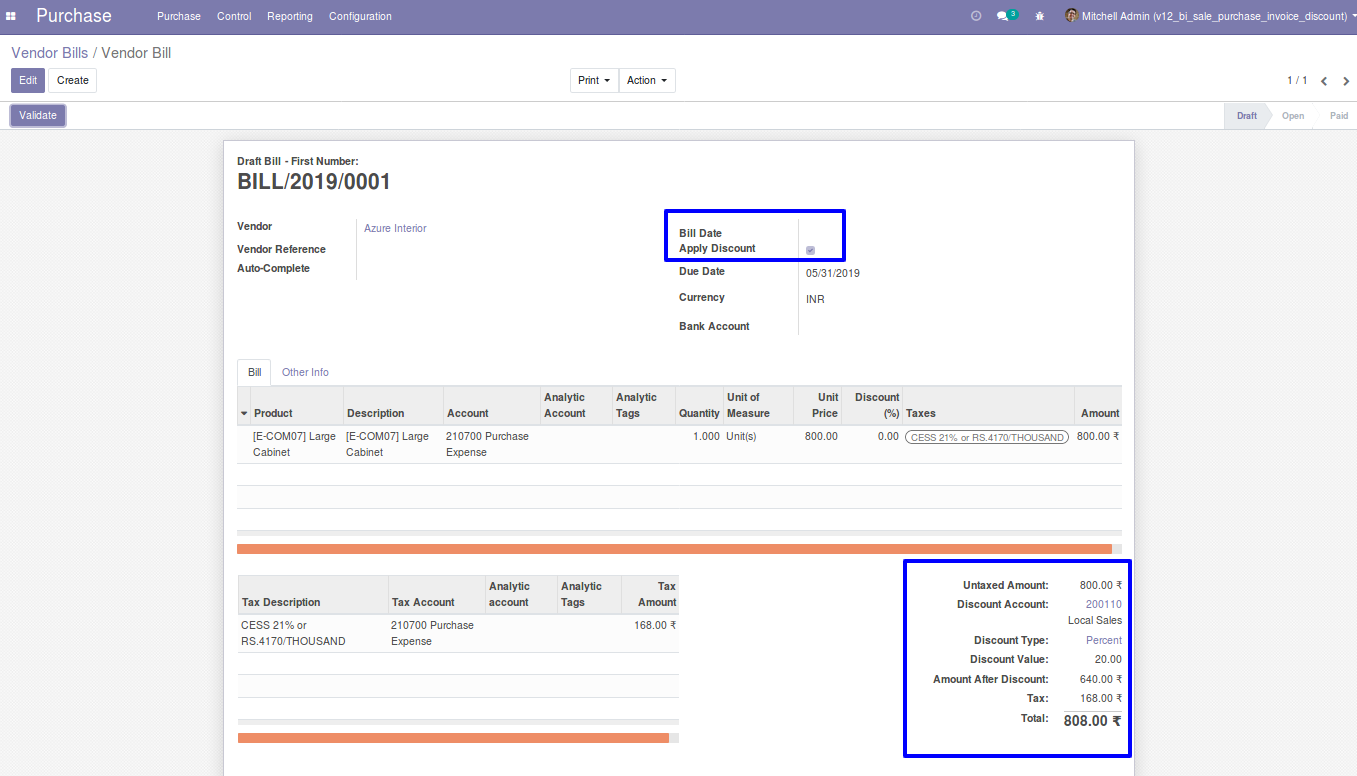 Purchase Purchase Control Reporting Configuration 3 Mitchell Admin (v12_bi_sale_purchase_invoice_discount)
Vendor Bills / Vendor Bill
Edit Create Print Action 1 / 1
Validate Draft Open Paid
Draft Bill - First Number:
BILL/2019/0001
Vendor Azure Interior
Vendor Reference
Auto-Complete
Bill Date
Apply Discount
Due Date 05/31/2019
Currency INR
Bank Account
Bill Other Info
Product Description Account Analytic Account Analytic Tags Quantity Unit of Measure Unit Price Discount (%) Taxes Amount
[E-COM07] Large Cabinet [E-COM07] Large Cabinet 210700 Purchase Expense 1.000 Unit(s) 800.00 0.00 CESS 21% or RS.4170/THOUSAND 800.00 ₹
Tax Description Tax Account Analytic account Analytic Tags Tax Amount
CESS 21% or RS.4170/THOUSAND 210700 Purchase Expense 168.00 ₹
Untaxed Amount: 800.00 ₹
Discount Account: 200110
Local Sales
Discount Type: Percent
Discount Value: 20.00
Amount After Discount: 640.00 ₹
Tax: 168.00 ₹
Total: 808.00 ₹